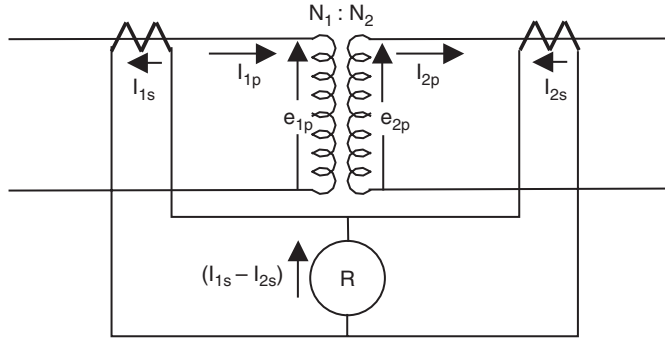 N₁ : N₂
I₁ₛ
I₁ₚ
I₂ₚ
I₂ₛ
e₁ₚ
e₂ₚ
(I₁ₛ – I₂ₛ)
R